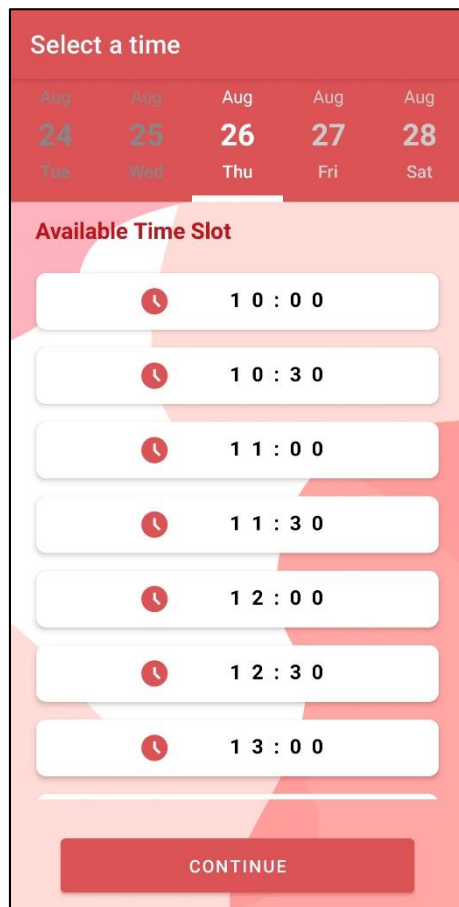 Select a time
Aug Aug Aug Aug Aug
24 25 26 27 28
Tue Wed Thu Fri Sat
Available Time Slot
10:00
10:30
11:00
11:30
12:00
12:30
13:00
CONTINUE